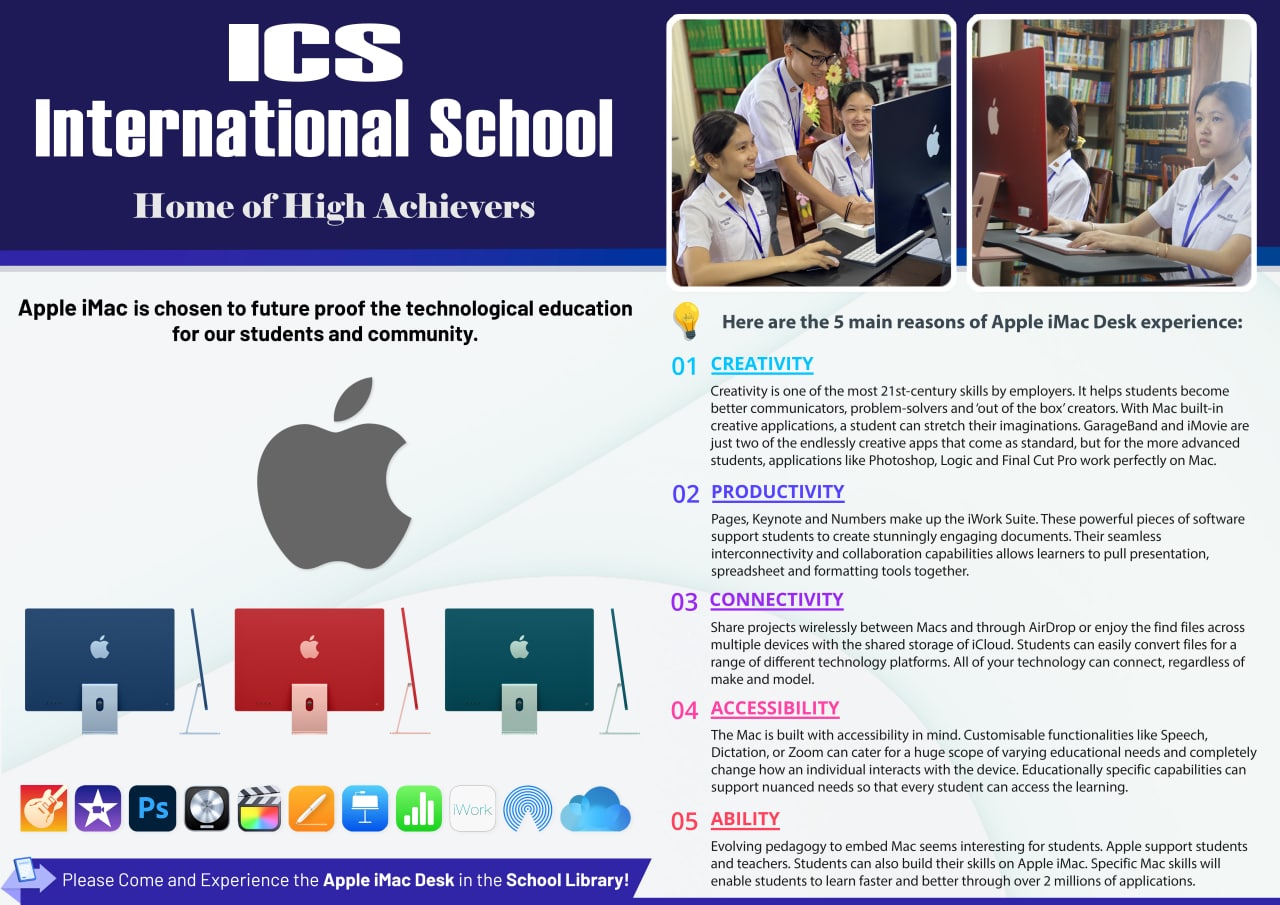 ICS
International School
Home of High Achievers
Apple iMac is chosen to future proof the technological education
for our students and community.
Ps
iWork
Please Come and Experience the Apple iMac Desk in the School Library!
Here are the 5 main reasons of Apple iMac Desk experience:
01 CREATIVITY
Creativity is one of the most 21st-century skills by employers. It helps students become
better communicators, problem-solvers and ‘out of the box’ creators. With Mac built-in
creative applications, a student can stretch their imaginations. GarageBand and iMovie are
just two of the endlessly creative apps that come as standard, but for the more advanced
students, applications like Photoshop, Logic and Final Cut Pro work perfectly on Mac.
02 PRODUCTIVITY
Pages, Keynote and Numbers make up the iWork Suite. These powerful pieces of software
support students to create stunningly engaging documents. Their seamless
interconnectivity and collaboration capabilities allows learners to pull presentation,
spreadsheet and formatting tools together.
03 CONNECTIVITY
Share projects wirelessly between Macs and through AirDrop or enjoy the find files across
multiple devices with the shared storage of iCloud. Students can easily convert files for a
range of different technology platforms. All of your technology can connect, regardless of
make and model.
04 ACCESSIBILITY
The Mac is built with accessibility in mind. Customisable functionalities like Speech,
Dictation, or Zoom can cater for a huge scope of varying educational needs and completely
change how an individual interacts with the device. Educationally specific capabilities can
support nuanced needs so that every student can access the learning.
05 ABILITY
Evolving pedagogy to embed Mac seems interesting for students. Apple support students
and teachers. Students can also build their skills on Apple iMac. Specific Mac skills will
enable students to learn faster and better through over 2 millions of applications.